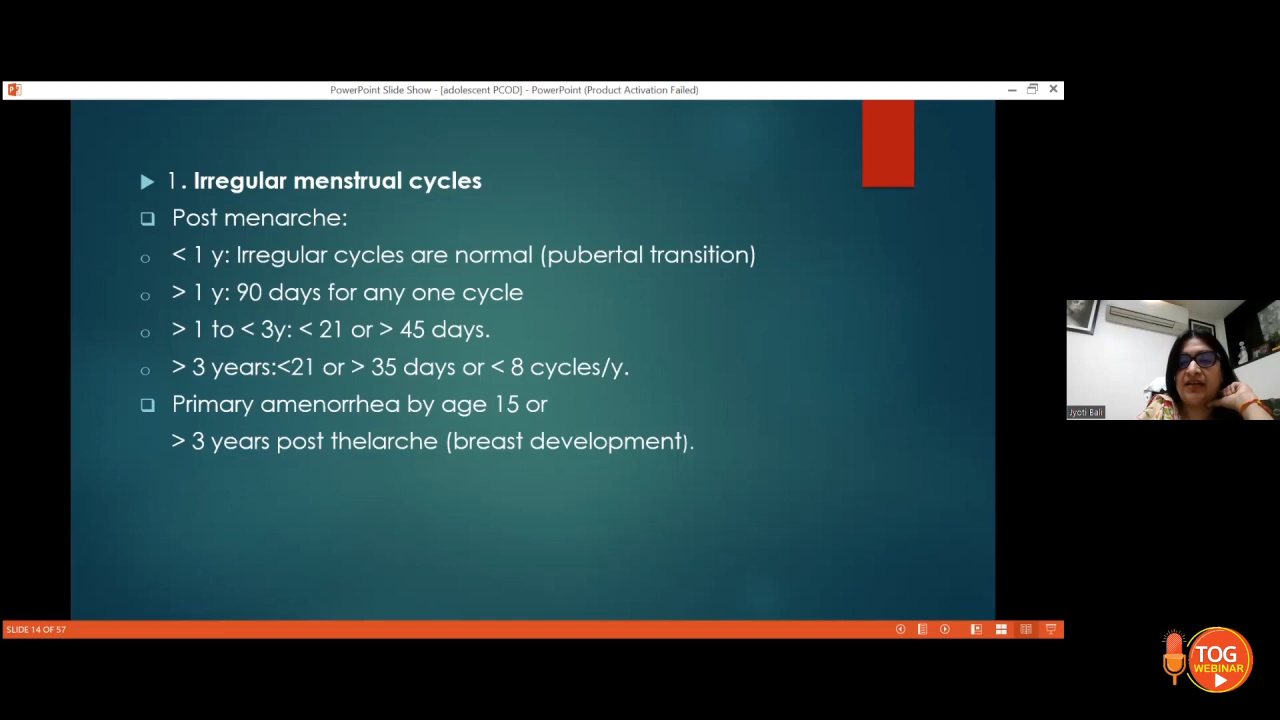 PowerPoint Slide Show - [adolescent PCOD] - PowerPoint (Product Activation Failed)
1. Irregular menstrual cycles
Post menarche:
< 1 y: Irregular cycles are normal (pubertal transition)
> 1 y: 90 days for any one cycle
> 1 to < 3y: < 21 or > 45 days.
> 3 years:<21 or > 35 days or < 8 cycles/y.
Primary amenorrhea by age 15 or
> 3 years post thelarche (breast development).
Jyoti Bali
SLIDE 14 OF 57
TOG
WEBINAR